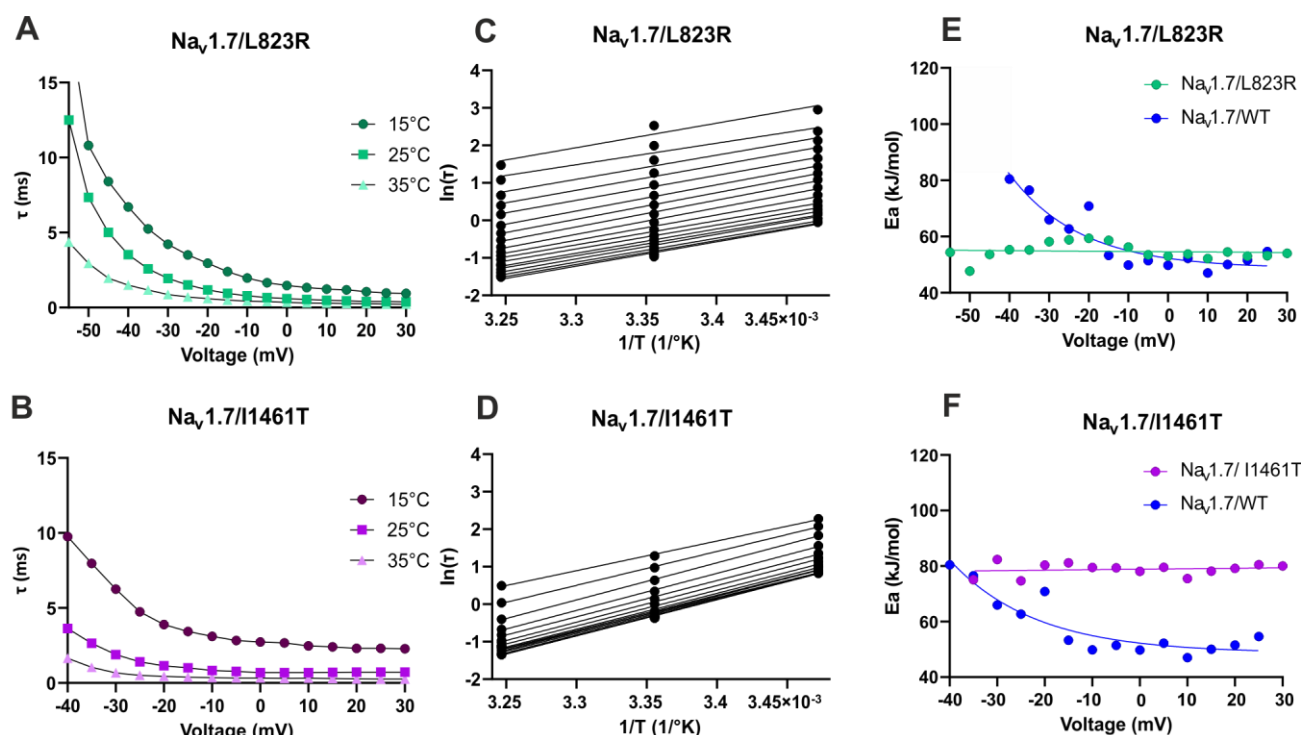 A
Naᵥ1.7/L823R
τ (ms)
15
10
5
0
-50 -40 -30 -20 -10 0 10 20 30
Voltage (mV)
15°C
25°C
35°C
C
Naᵥ1.7/L823R
ln(τ)
4
3
2
1
0
-1
-2
3.25 3.3 3.35 3.4 3.45×10⁻³
1/T (1/°K)
E
Naᵥ1.7/L823R
Ea (kJ/mol)
120
100
80
60
40
-50 -40 -30 -20 -10 0 10 20 30
Voltage (mV)
Naᵥ1.7/L823R
Naᵥ1.7/WT
B
Naᵥ1.7/I1461T
τ (ms)
15
10
5
0
-40 -30 -20 -10 0 10 20 30
Voltage (mV)
15°C
25°C
35°C
D
Naᵥ1.7/I1461T
ln(τ)
4
3
2
1
0
-1
-2
3.25 3.3 3.35 3.4 3.45×10⁻³
1/T (1/°K)
F
Naᵥ1.7/I1461T
Ea (kJ/mol)
120
100
80
60
40
-40 -30 -20 -10 0 10 20 30
Voltage (mV)
Naᵥ1.7/ I1461T
Naᵥ1.7/WT